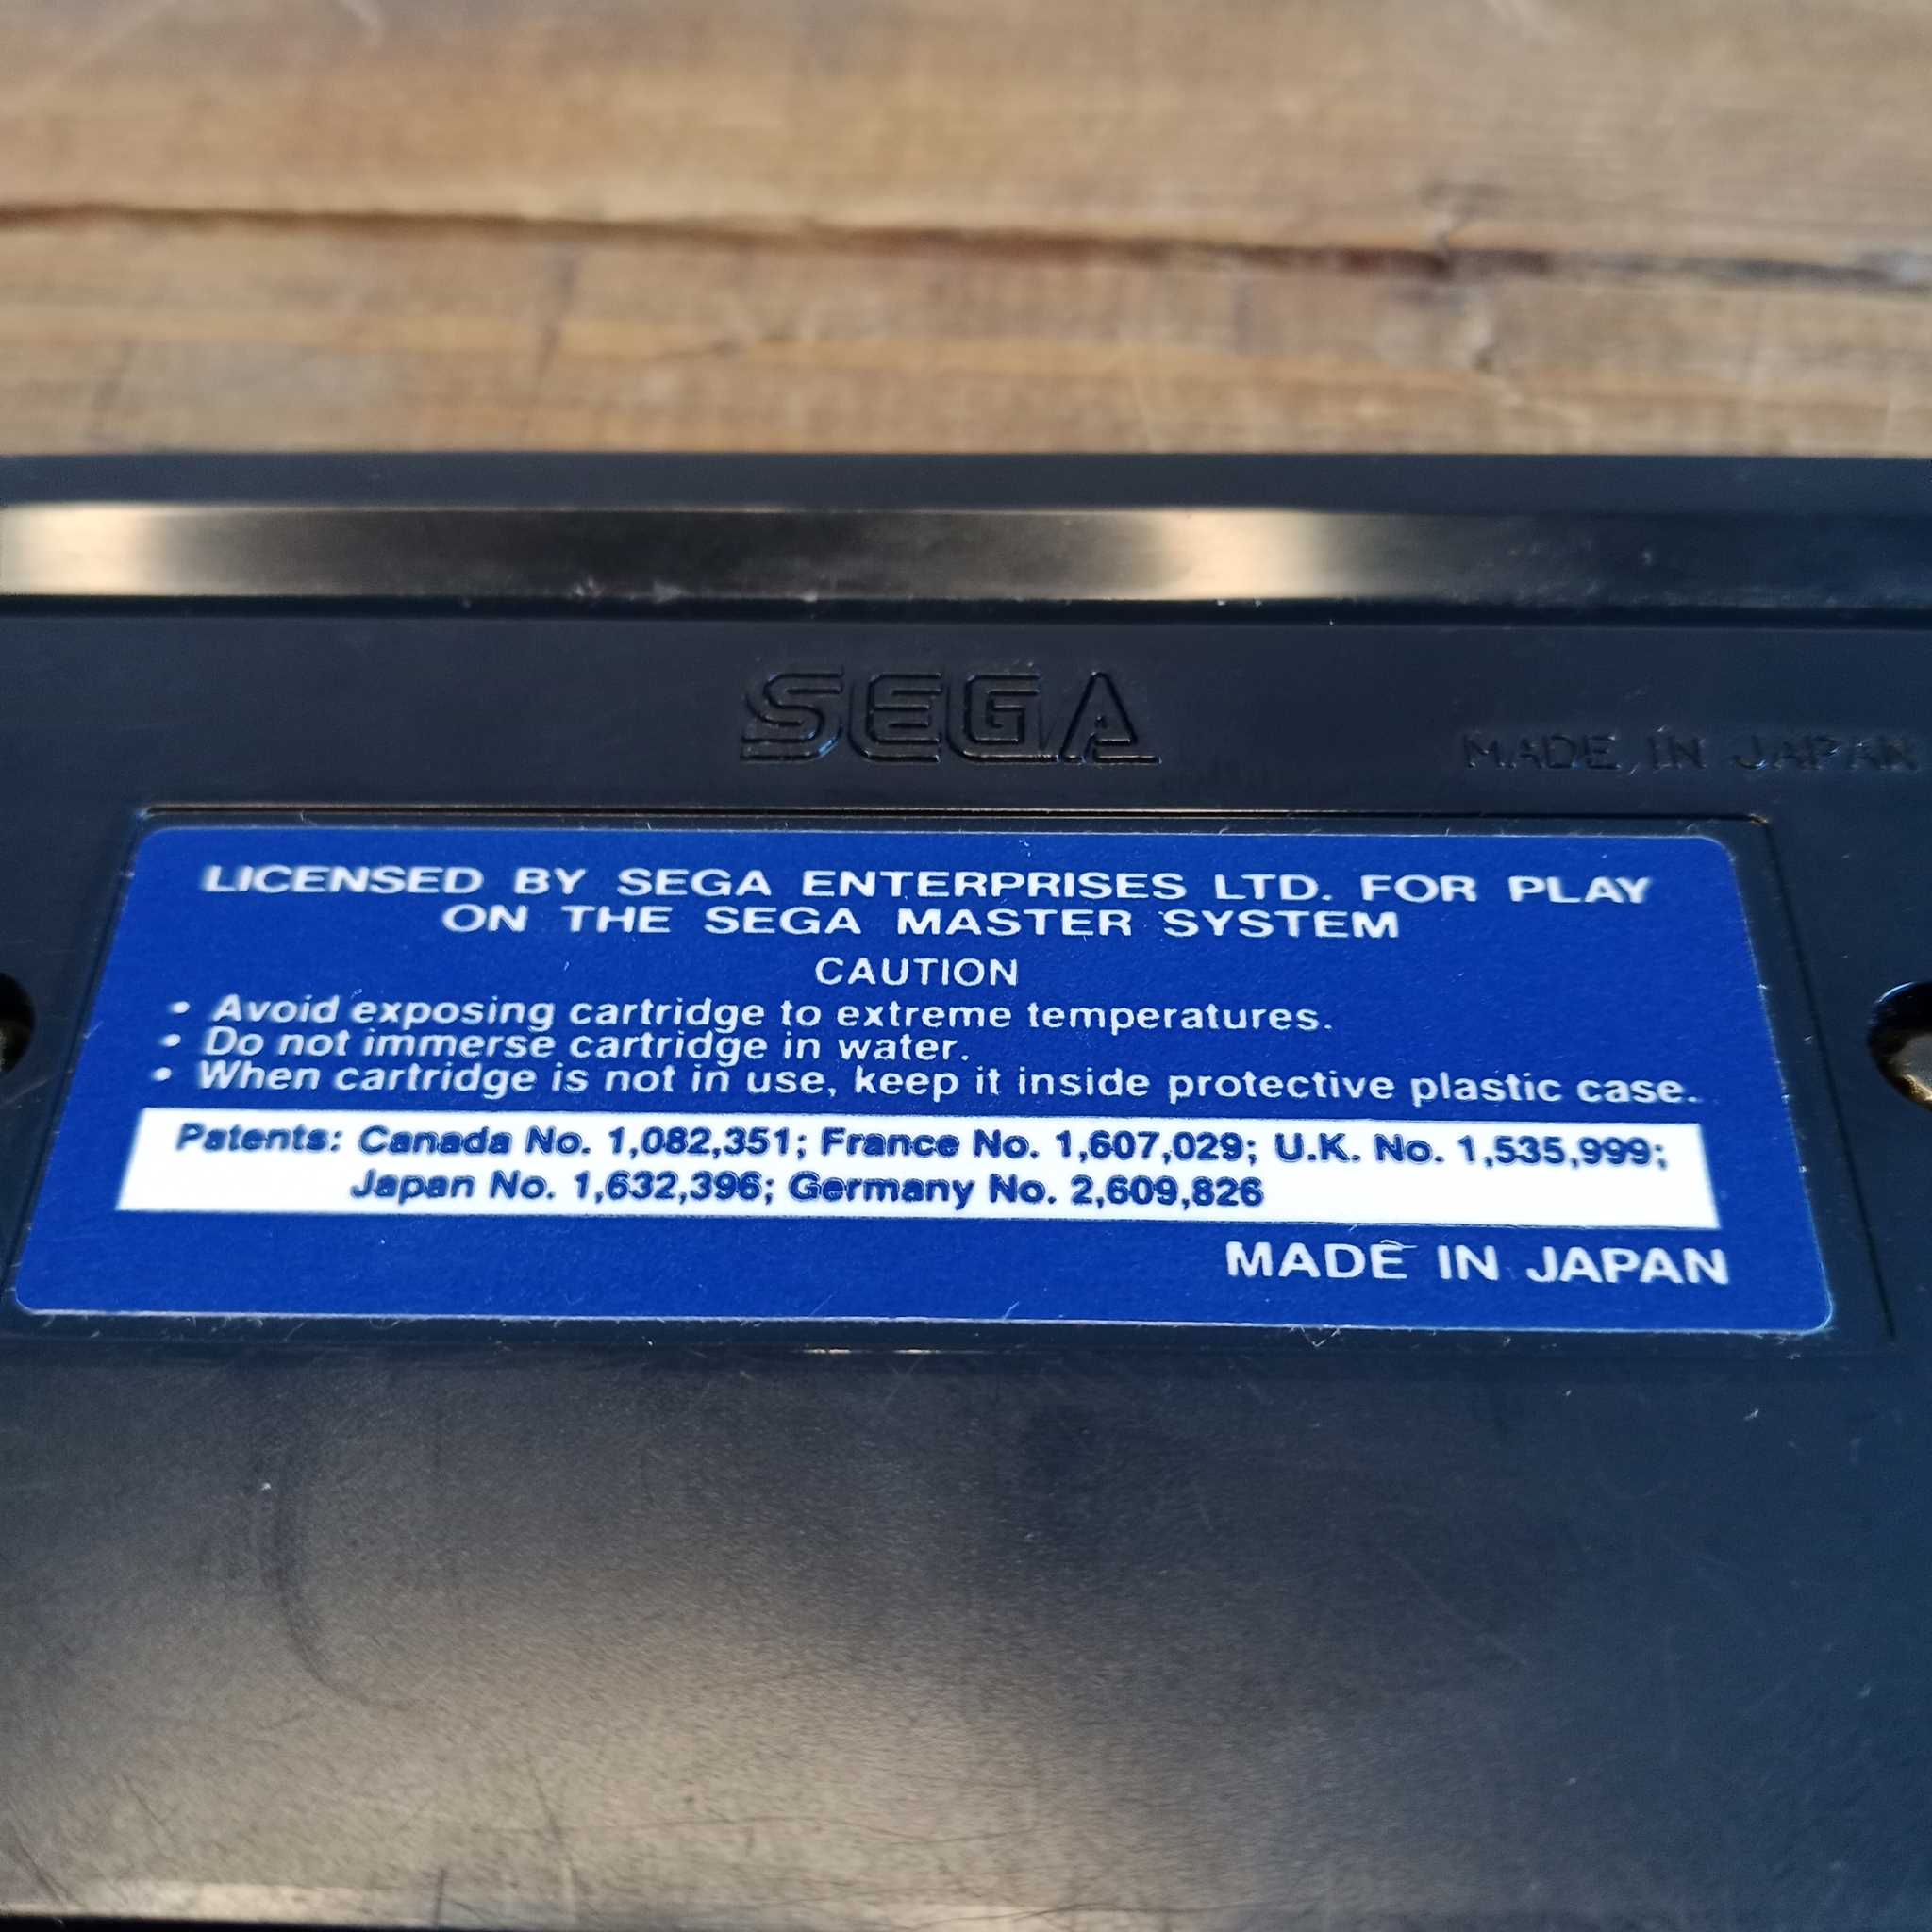 SEGA
MADE IN JAPAN
LICENSED BY SEGA ENTERPRISES LTD. FOR PLAY
ON THE SEGA MASTER SYSTEM
CAUTION
• Avoid exposing cartridge to extreme temperatures.
• Do not immerse cartridge in water.
• When cartridge is not in use, keep it inside protective plastic case.
Patents: Canada No. 1,082,351; France No. 1,607,029; U.K. No. 1,535,999;
Japan No. 1,632,396; Germany No. 2,609,826
MADE IN JAPAN